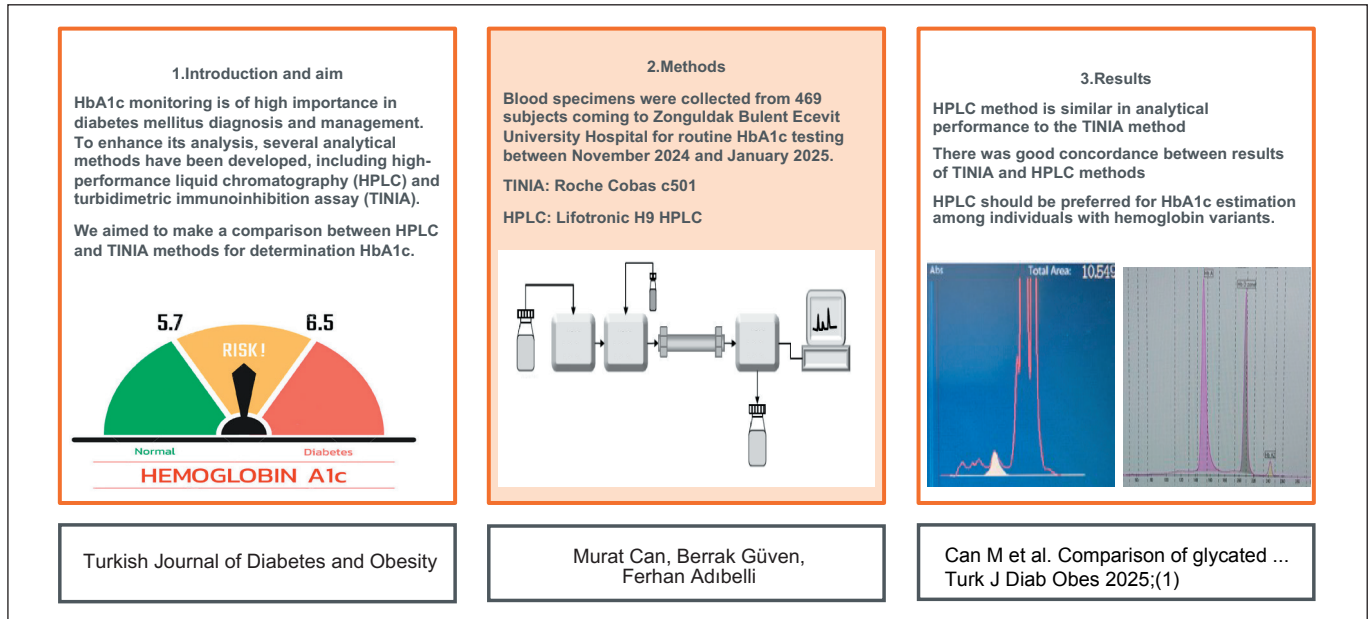 1.Introduction and aim
HbA1c monitoring is of high importance in
diabetes mellitus diagnosis and management.
To enhance its analysis, several analytical
methods have been developed, including high-
performance liquid chromatography (HPLC) and
turbidimetric immunoinhibition assay (TINIA).
We aimed to make a comparison between HPLC
and TINIA methods for determination HbA1c.
5.7
6.5
RISK!
Normal
Diabetes
HEMOGLOBIN A1c
2.Methods
Blood specimens were collected from 469
subjects coming to Zonguldak Bulent Ecevit
University Hospital for routine HbA1c testing
between November 2024 and January 2025.
TINIA: Roche Cobas c501
HPLC: Lifotronic H9 HPLC
3.Results
HPLC method is similar in analytical
performance to the TINIA method
There was good concordance between results
of TINIA and HPLC methods
HPLC should be preferred for HbA1c estimation
among individuals with hemoglobin variants.
Abs
Total Area: 10.549
Hb A
Turkish Journal of Diabetes and Obesity
Murat Can, Berrak Güven,
Ferhan Adıbelli
Can M et al. Comparison of glycated ...
Turk J Diab Obes 2025;(1)